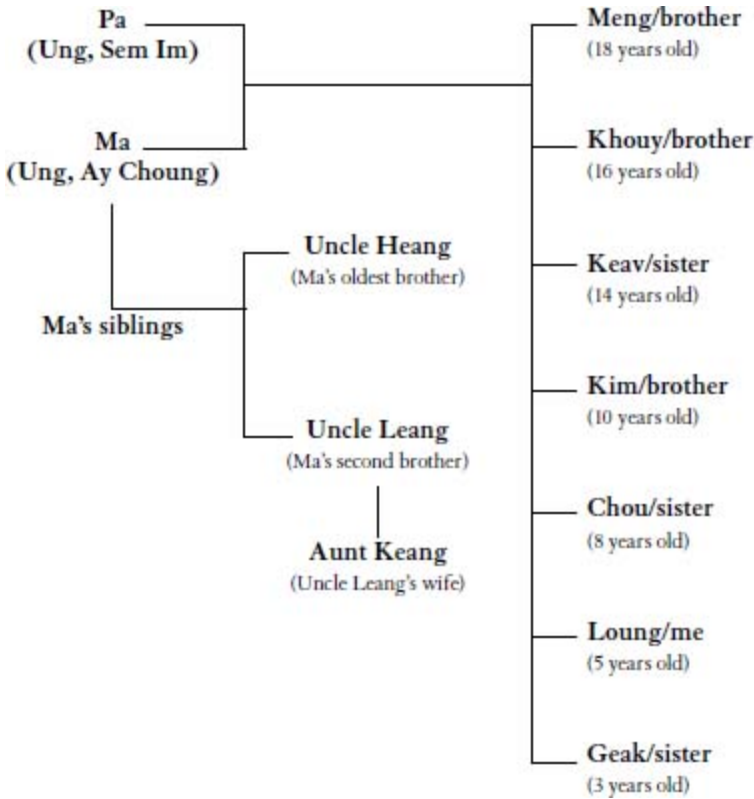 Pa
(Ung, Sem Im)
Ma
(Ung, Ay Choung)
Ma's siblings
Uncle Heang
(Ma's oldest brother)
Uncle Leang
(Ma's second brother)
Aunt Keang
(Uncle Leang's wife)
Meng/brother
(18 years old)
Khouy/brother
(16 years old)
Keav/sister
(14 years old)
Kim/brother
(10 years old)
Chou/sister
(8 years old)
Loung/me
(5 years old)
Geak/sister
(3 years old)